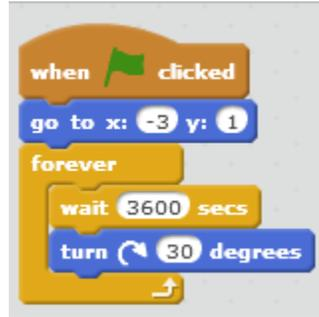 when clicked
go to x: -3 y: 1
forever
wait 3600 secs
turn 30 degrees